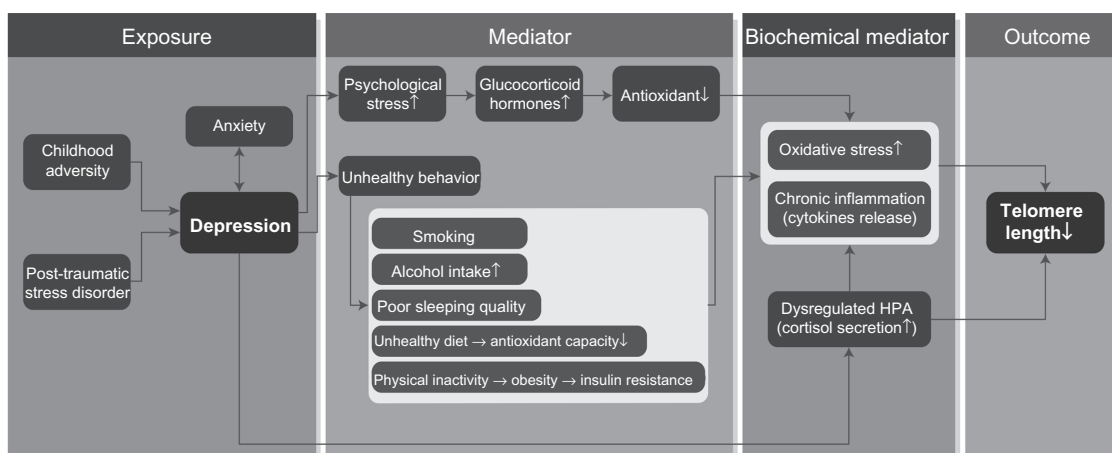 Exposure
Mediator
Biochemical mediator
Outcome
Childhood
adversity
Anxiety
Depression
Post-traumatic
stress disorder
Psychological
stress↑
Glucocorticoid
hormones↑
Antioxidant↓
Unhealthy behavior
Smoking
Alcohol intake↑
Poor sleeping quality
Unhealthy diet → antioxidant capacity↓
Physical inactivity → obesity → insulin resistance
Oxidative stress↑
Chronic inflammation
(cytokines release)
Dysregulated HPA
(cortisol secretion↑)
Telomere
length↓